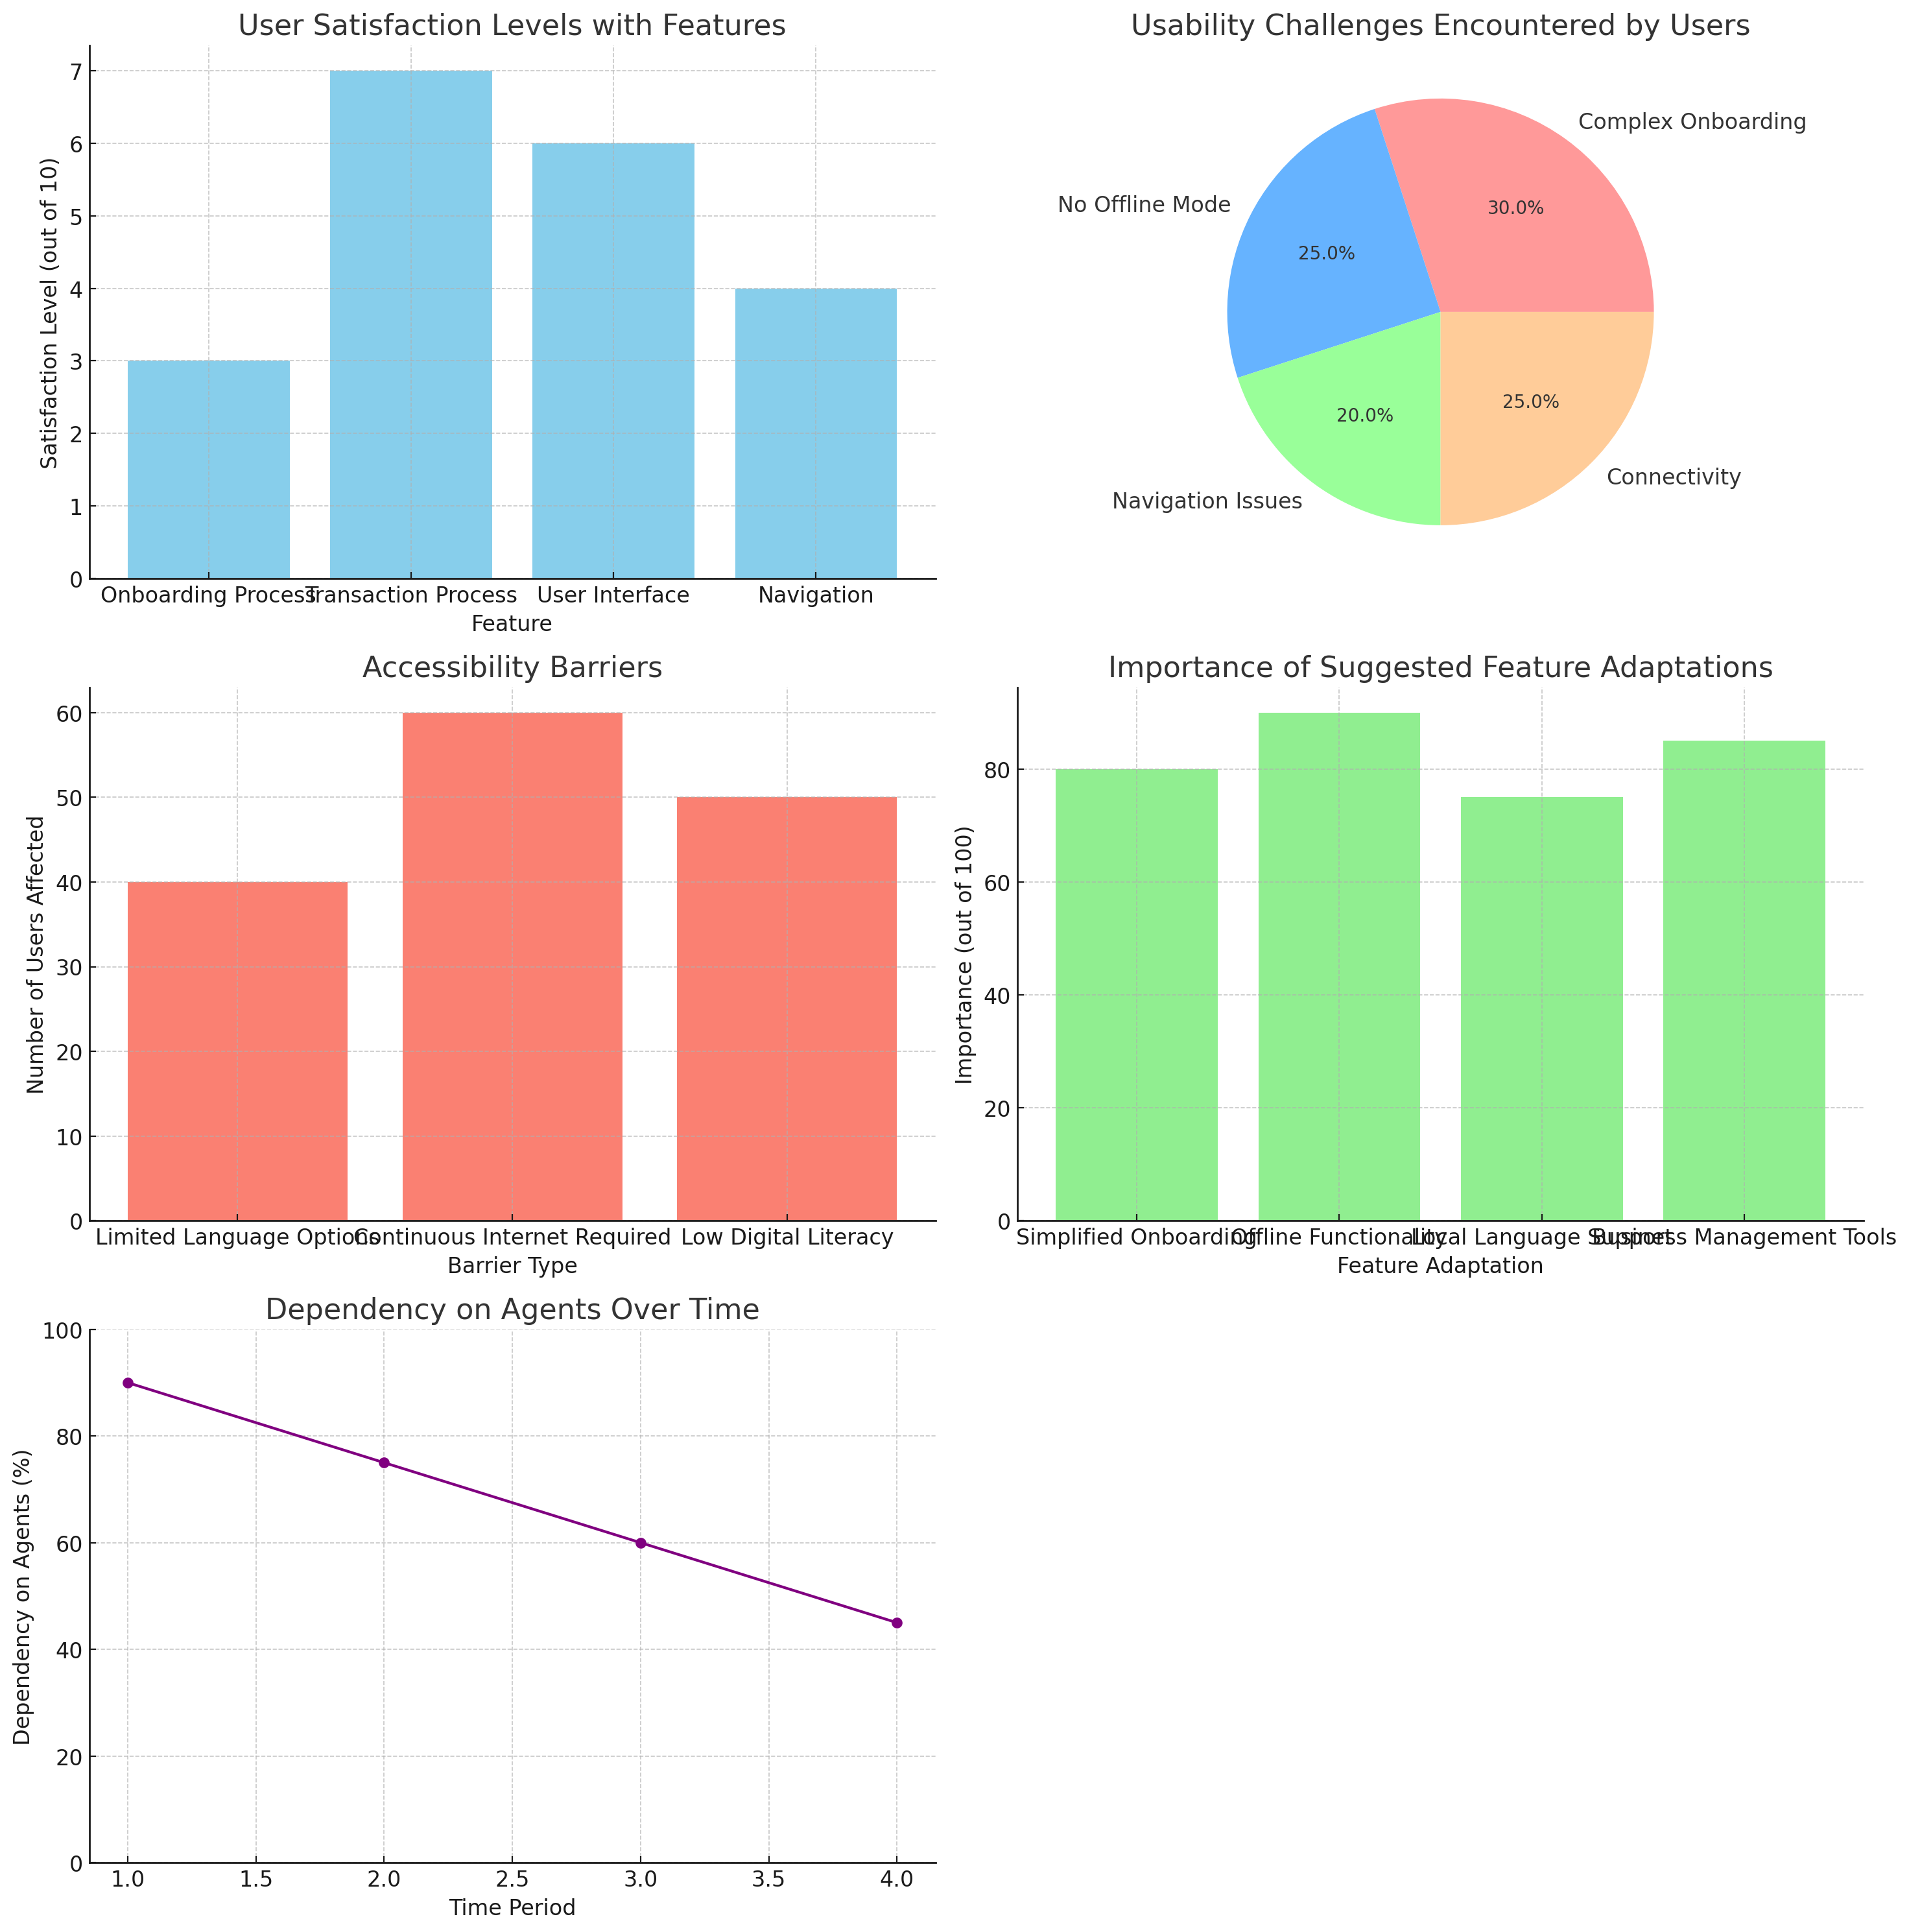 User Satisfaction Levels with Features
Satisfaction Level (out of 10)
7
6
5
4
3
2
1
0
Onboarding Process
Transaction Process
User Interface
Navigation
Feature
Usability Challenges Encountered by Users
Complex Onboarding
30.0%
No Offline Mode
25.0%
20.0%
Navigation Issues
25.0%
Connectivity
Accessibility Barriers
Number of Users Affected
60
50
40
30
20
10
0
Limited Language Options
Continuous Internet Required
Low Digital Literacy
Barrier Type
Importance of Suggested Feature Adaptations
Importance (out of 100)
80
60
40
20
0
Simplified Onboarding
Offline Functionality
Local Language Support
Business Management Tools
Feature Adaptation
Dependency on Agents Over Time
Dependency on Agents (%)
100
80
60
40
20
0
1.0
1.5
2.0
2.5
3.0
3.5
4.0
Time Period